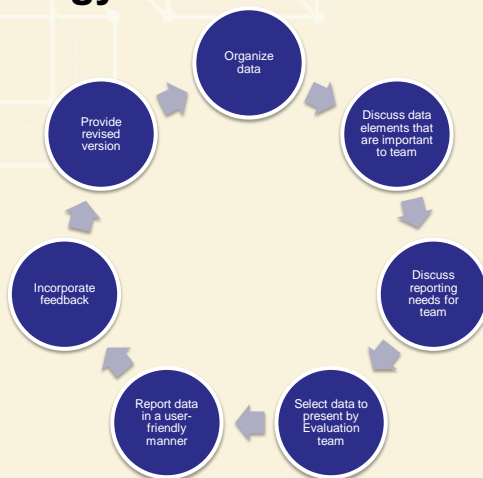 gy
Organize
data
Discuss data
elements that
are important
to team
Discuss
reporting
needs for
team
Select data to
present by
Evaluation
team
Report data
in a user-
friendly
manner
Incorporate
feedback
Provide
revised
version